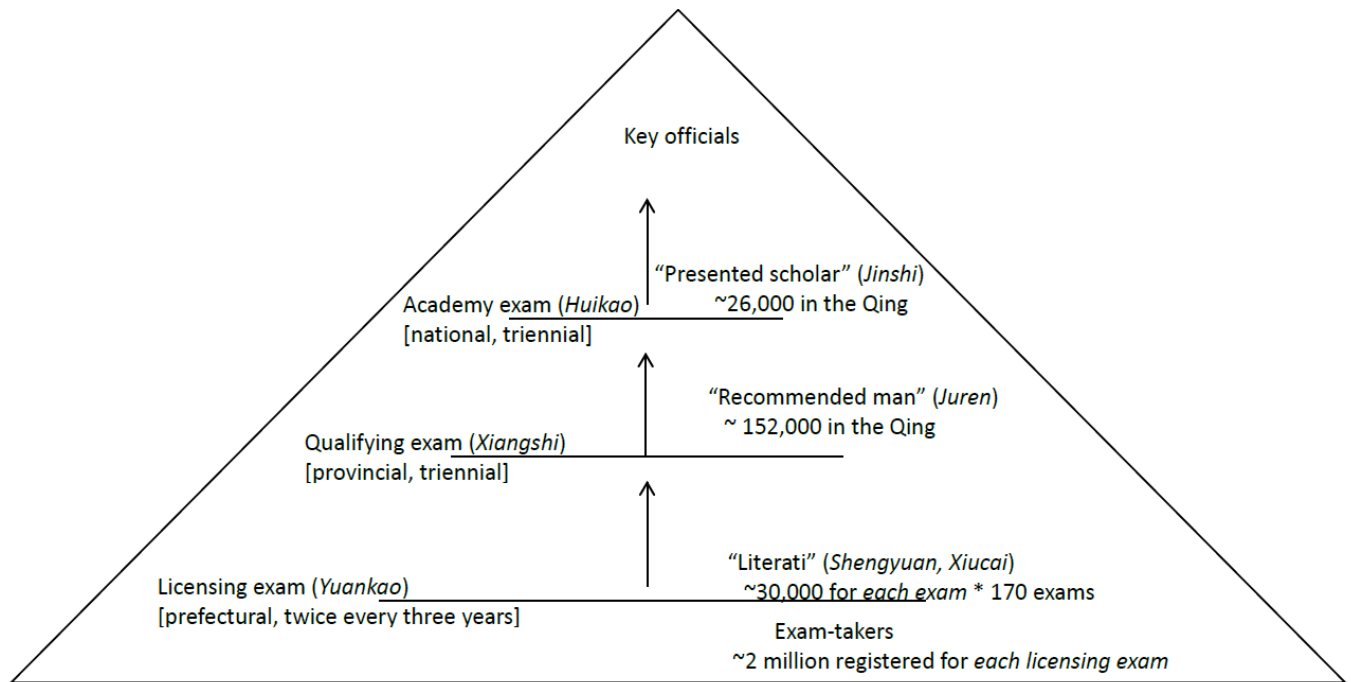 Key officials
“Presented scholar” (Jinshi)
~26,000 in the Qing
Academy exam (Huikao)
[national, triennial]
“Recommended man” (Juren)
~ 152,000 in the Qing
Qualifying exam (Xiangshi)
[provincial, triennial]
“Literati” (Shengyuan, Xiucai)
~30,000 for each exam * 170 exams
Licensing exam (Yuankao)
[prefectural, twice every three years]
Exam-takers
~2 million registered for each licensing exam